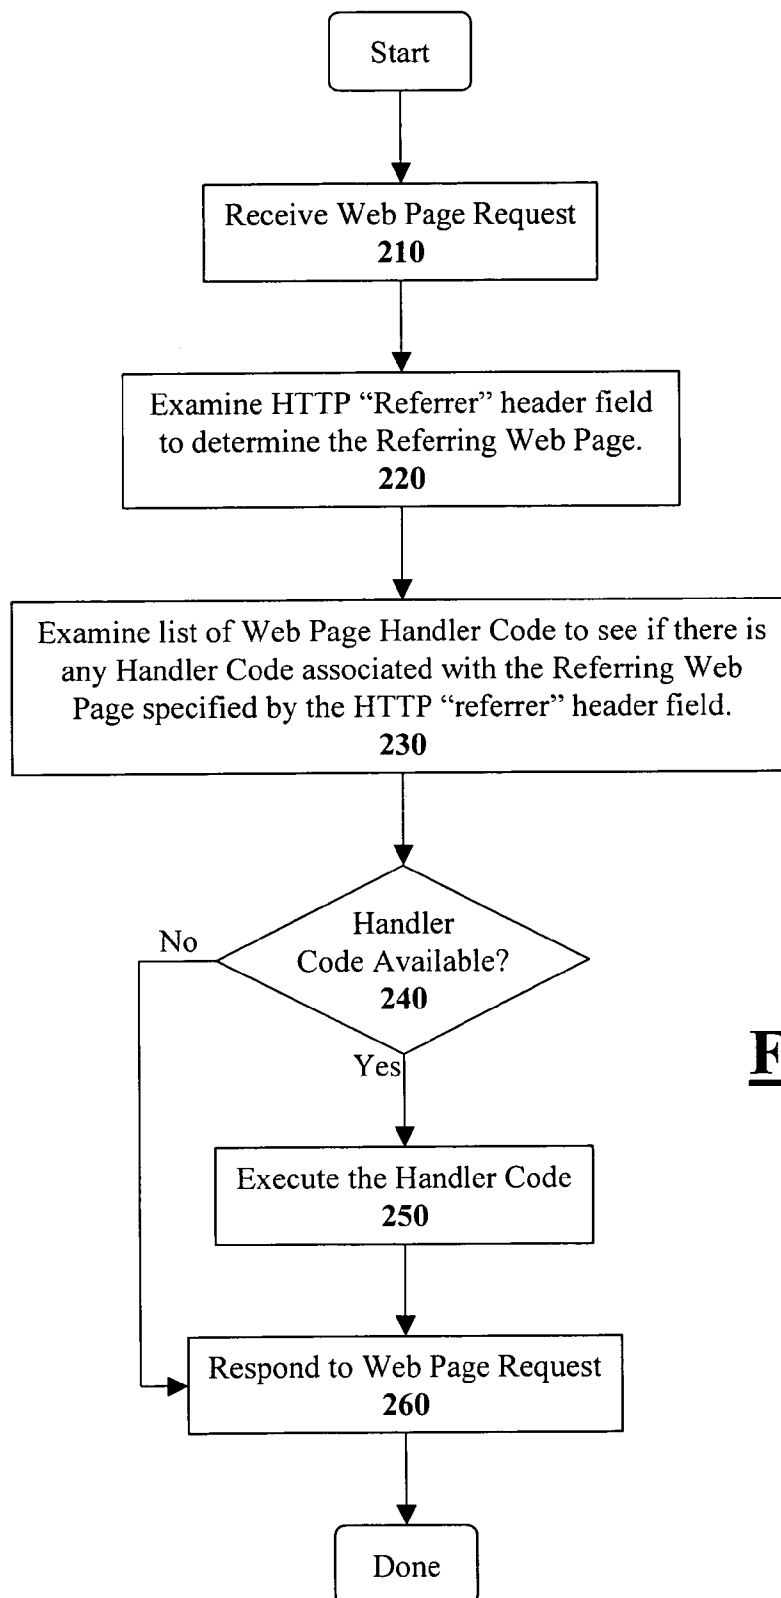 Start
Receive Web Page Request
210
Examine HTTP “Referrer” header field
to determine the Referring Web Page.
220
Examine list of Web Page Handler Code to see if there is
any Handler Code associated with the Referring Web
Page specified by the HTTP “referrer” header field.
230
Handler
Code Available?
240
No
Yes
F
Execute the Handler Code
250
Respond to Web Page Request
260
Done